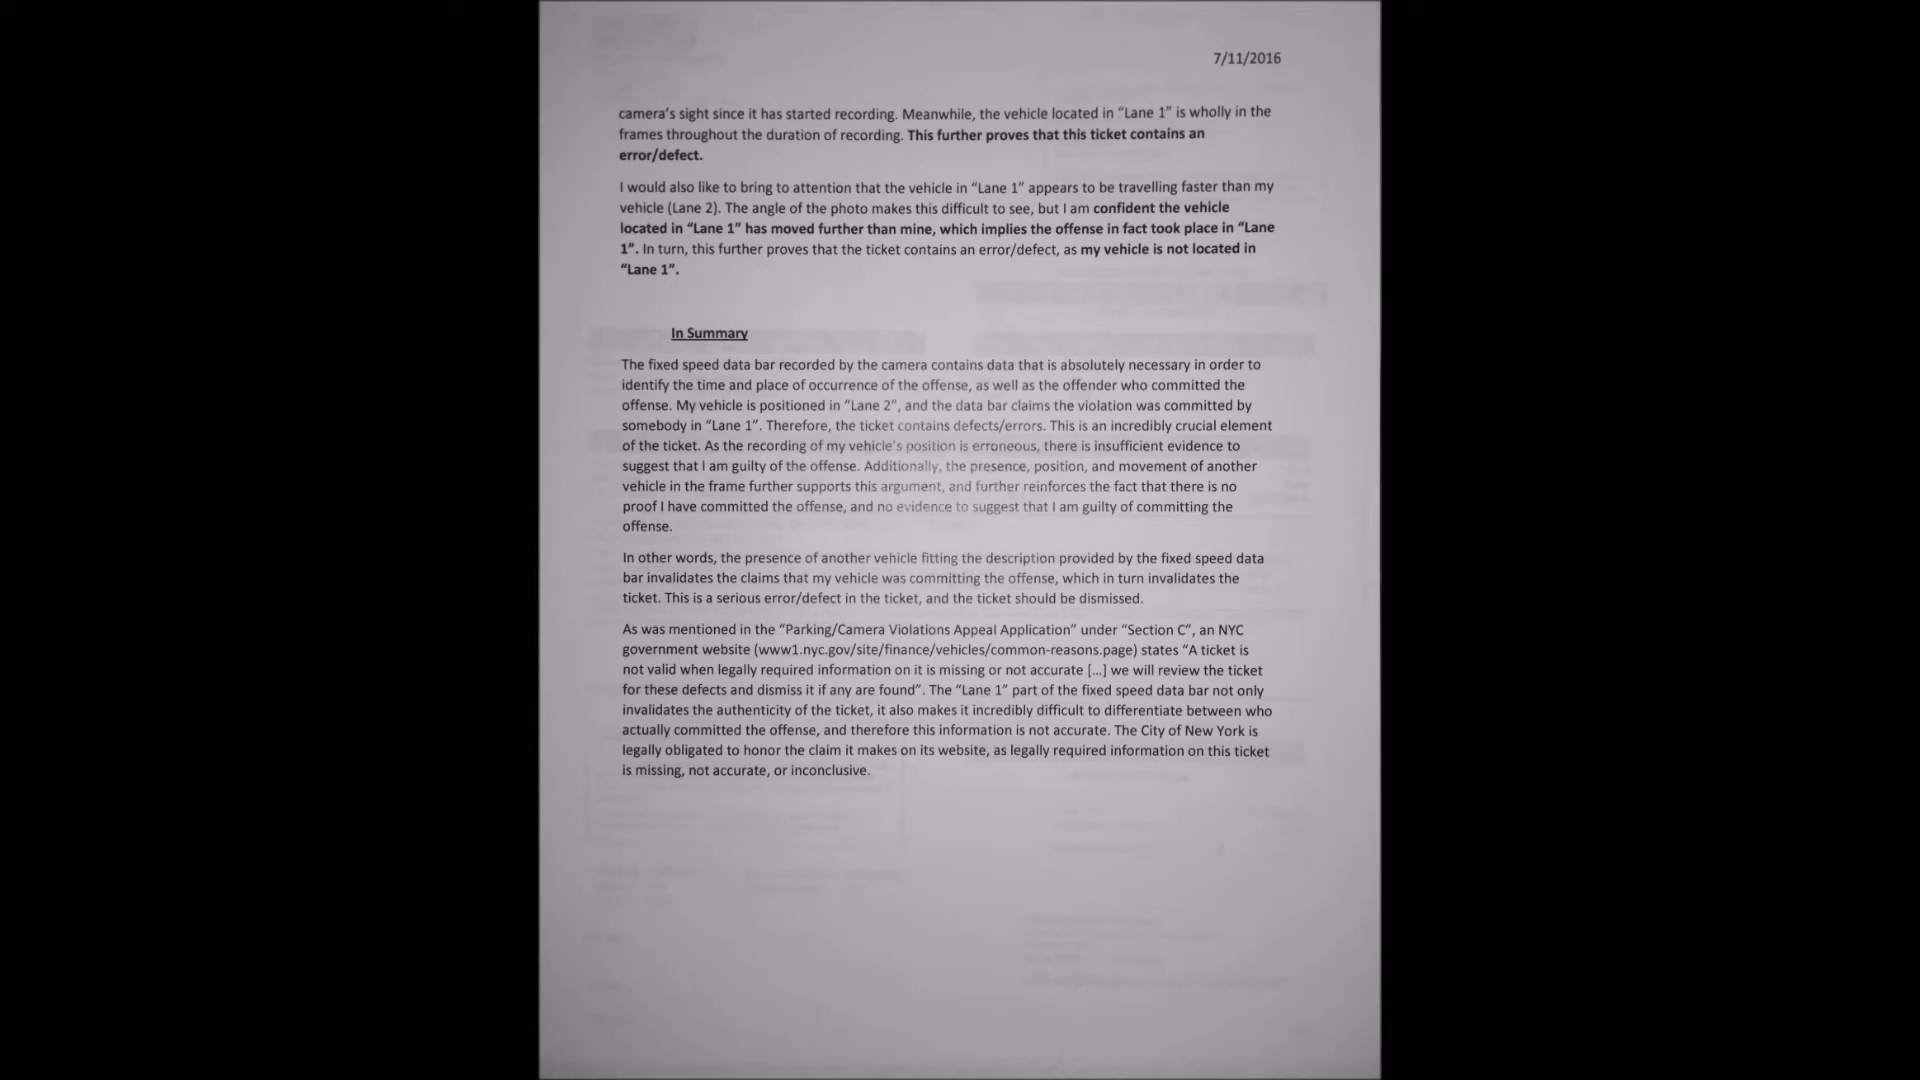 7/11/2016
camera's sight since it has started recording. Meanwhile, the vehicle located in “Lane 1” is wholly in the
frames throughout the duration of recording. This further proves that this ticket contains an
error/defect.
I would also like to bring to attention that the vehicle in “Lane 1” appears to be travelling faster than my
vehicle (Lane 2). The angle of the photo makes this difficult to see, but I am confident the vehicle
located in “Lane 1” has moved further than mine, which implies the offense in fact took place in “Lane
1”. In turn, this further proves that the ticket contains an error/defect, as my vehicle is not located in
“Lane 1”.
In Summary
The fixed speed data bar recorded by the camera contains data that is absolutely necessary in order to
identify the time and place of occurrence of the offense, as well as the offender who committed the
offense. My vehicle is positioned in “Lane 2”, and the data bar claims the violation was committed by
somebody in “Lane 1”. Therefore, the ticket contains defects/errors. This is an incredibly crucial element
of the ticket. As the recording of my vehicle's position is erroneous, there is insufficient evidence to
suggest that I am guilty of the offense. Additionally, the presence, position, and movement of another
vehicle in the frame further supports this argument, and further reinforces the fact that there is no
proof I have committed the offense, and no evidence to suggest that I am guilty of committing the
offense.
In other words, the presence of another vehicle fitting the description provided by the fixed speed data
bar invalidates the claims that my vehicle was committing the offense, which in turn invalidates the
ticket. This is a serious error/defect in the ticket, and the ticket should be dismissed.
As was mentioned in the “Parking/Camera Violations Appeal Application” under “Section C”, an NYC
government website (www1.nyc.gov/site/finance/vehicles/common-reasons.page) states “A ticket is
not valid when legally required information on it is missing or not accurate [...] we will review the ticket
for these defects and dismiss it if any are found”. The “Lane 1” part of the fixed speed data bar not only
invalidates the authenticity of the ticket, it also makes it incredibly difficult to differentiate between who
actually committed the offense, and therefore this information is not accurate. The City of New York is
legally obligated to honor the claim it makes on its website, as legally required information on this ticket
is missing, not accurate, or inconclusive.